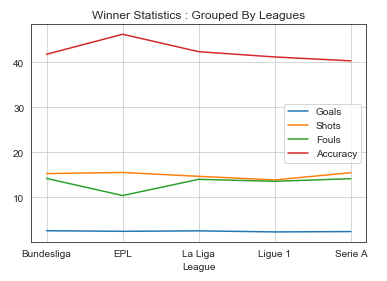 Winner Statistics : Grouped By Leagues
40
30
20
10
Goals
Shots
Fouls
Accuracy
Bundesliga EPL La Liga Ligue 1 Serie A
League